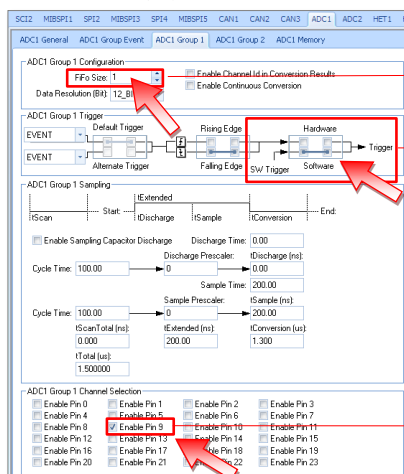 SCI2 MIBSPI1 SPI2 MIBSPI3 SPI4 MIBSPI5 CAN1 CAN2 CAN3 ADC1 ADC2 HET1
ADC1 General ADC1 Group Event ADC1 Group 1 ADC1 Group 2 ADC1 Memory
ADC1 Group 1 Configuration
FiFo Size: 1 Enable Channel Id in Conversion Results
Enable Continuous Conversion
Data Resolution (Bit): 12_BIT
ADC1 Group 1 Trigger
Default Trigger Rising Edge Hardware
EVENT
Trigger
EVENT
SW Trigger
Alternate Trigger Falling Edge Software
ADC1 Group 1 Sampling
tExtended
Start: End:
tScan tDischarge tSample tConversion
Enable Sampling Capacitor Discharge Discharge Time: 0.00
Discharge Prescaler: tDischarge (ns):
Cycle Time: 100.00 0 0.00
Sample Time: 200.00
Sample Prescaler: tSample (ns):
Cycle Time: 100.00 0 200.00
tScanTotal (ns): tExtended (ns): tConversion (us):
0.000 200.00 1.300
tTotal (us):
1.500000
ADC1 Group 1 Channel Selection
Enable Pin 0 Enable Pin 1 Enable Pin 2 Enable Pin 3
Enable Pin 4 Enable Pin 5 Enable Pin 6 Enable Pin 7
Enable Pin 8 Enable Pin 9 Enable Pin 10 Enable Pin 11
Enable Pin 12 Enable Pin 13 Enable Pin 14 Enable Pin 15
Enable Pin 16 Enable Pin 17 Enable Pin 18 Enable Pin 19
Enable Pin 20 Enable Pin 21 Enable Pin 22 Enable Pin 23